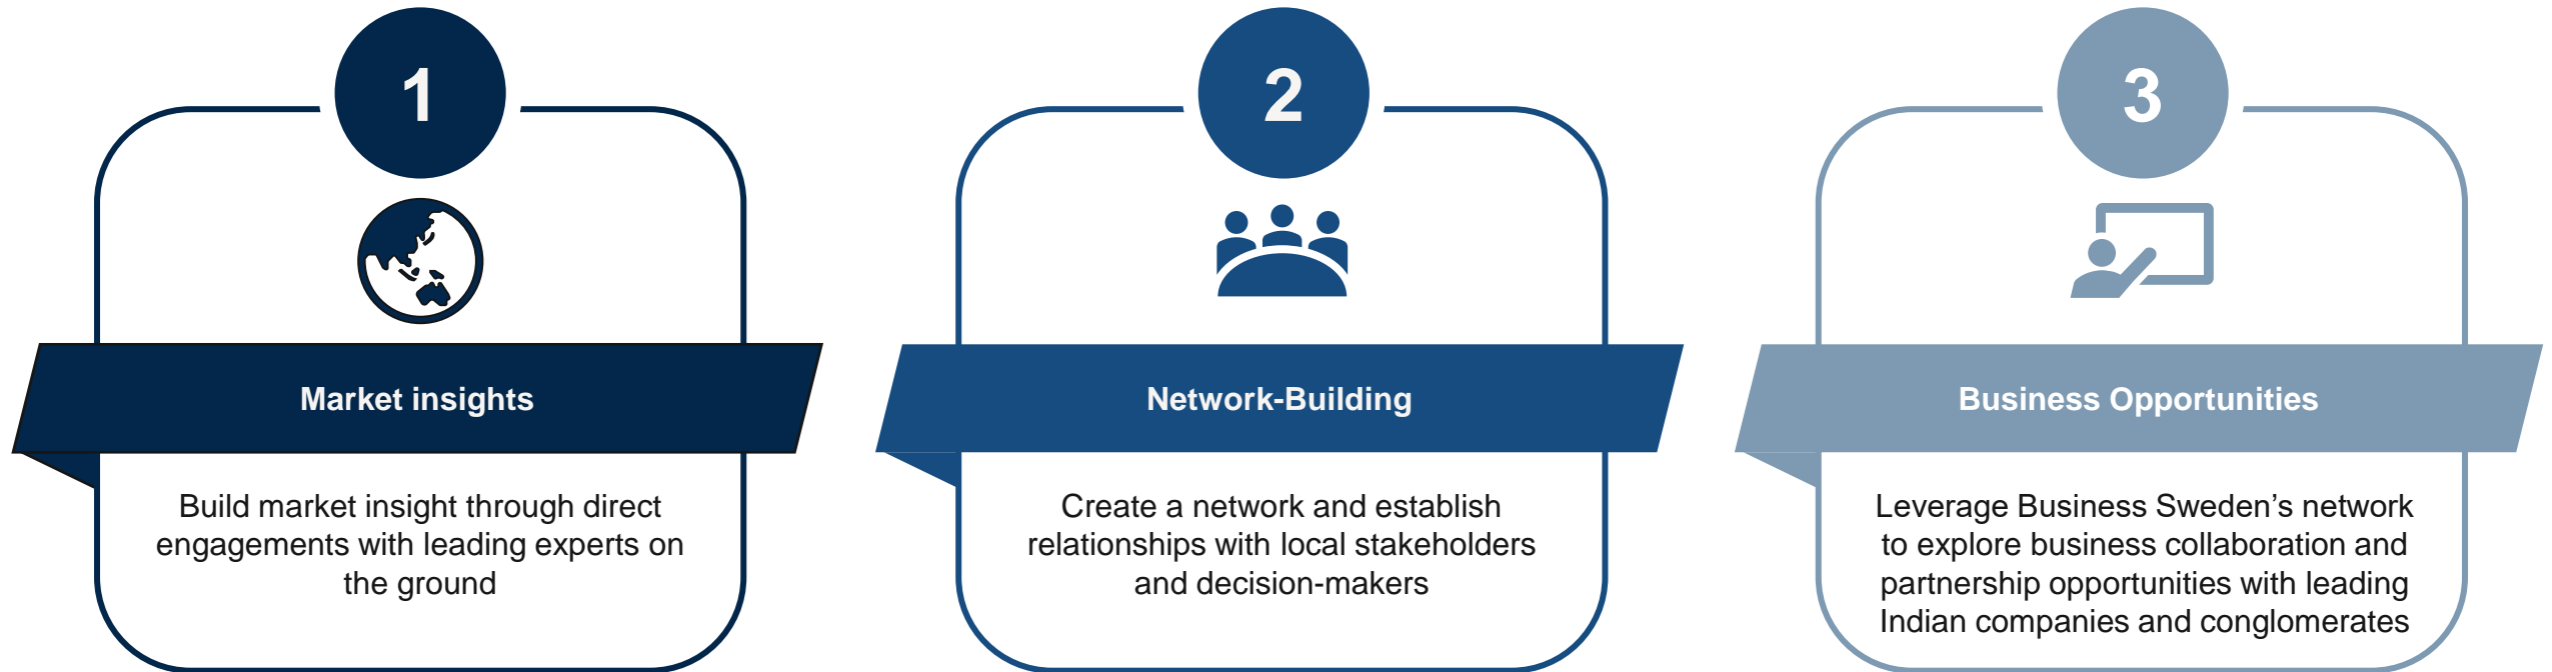 1
Market insights
Build market insight through direct
engagements with leading experts on
the ground
2
Network-Building
Create a network and establish
relationships with local stakeholders
and decision-makers
3
Business Opportunities
Leverage Business Sweden’s network
to explore business collaboration and
partnership opportunities with leading
Indian companies and conglomerates